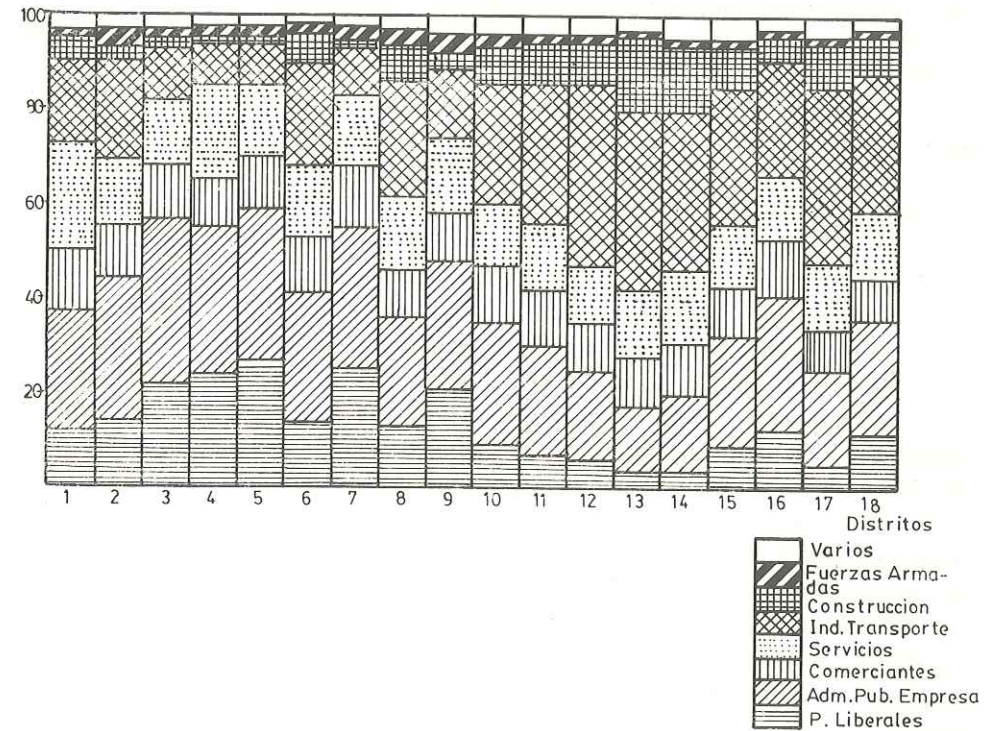 100
90
60
40
20
1 2 3 4 5 6 7 8 9 10 11 12 13 14 15 16 17 18
Distritos
Varios
Fuerzas Arma-
das
Construccion
Ind. Transporte
Servicios
Comerciantes
Adm. Pub. Empresa
P. Liberales